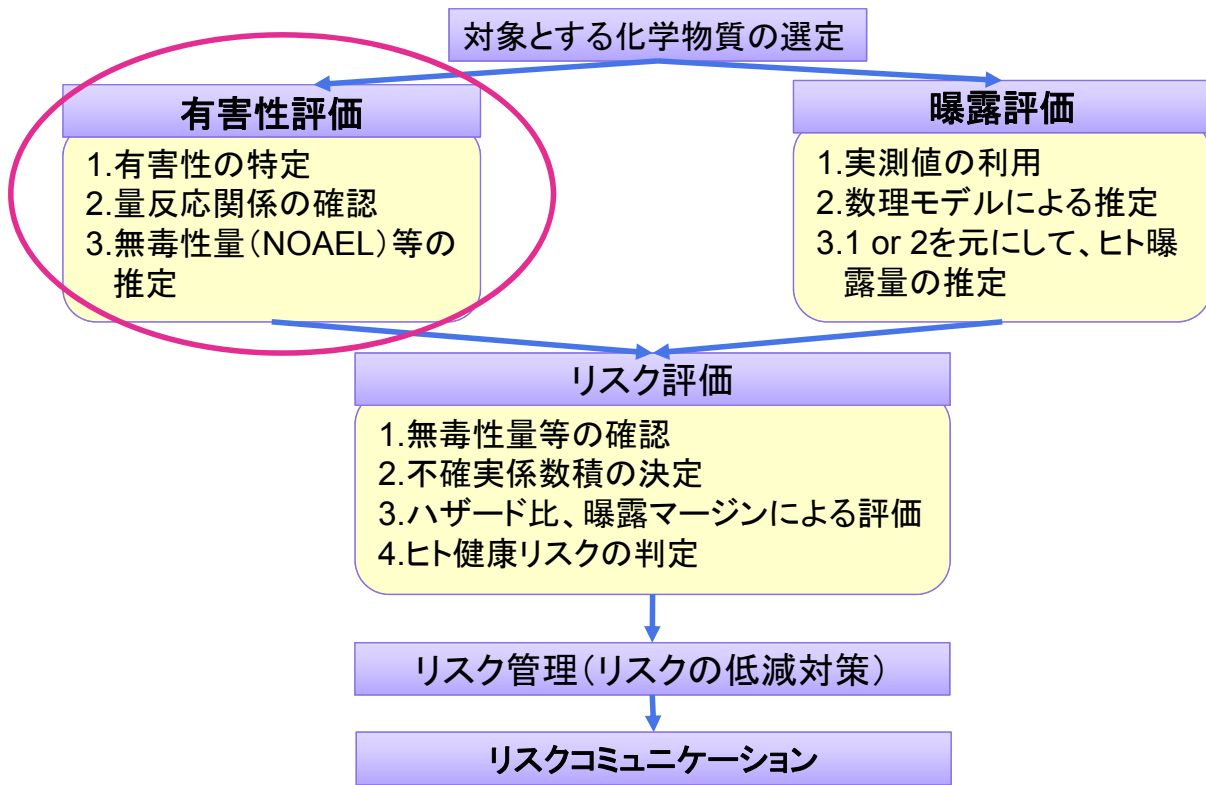 対象とする化学物質の選定
有害性評価
1.有害性の特定
2.量反応関係の確認
3.無毒性量(NOAEL)等の
推定
曝露評価
1.実測値の利用
2.数理モデルによる推定
3.1 or 2を元にして、ヒト曝
露量の推定
リスク評価
1.無毒性量等の確認
2.不確実係数積の決定
3.ハザード比、曝露マージンによる評価
4.ヒト健康リスクの判定
リスク管理(リスクの低減対策)
リスクコミュニケーション